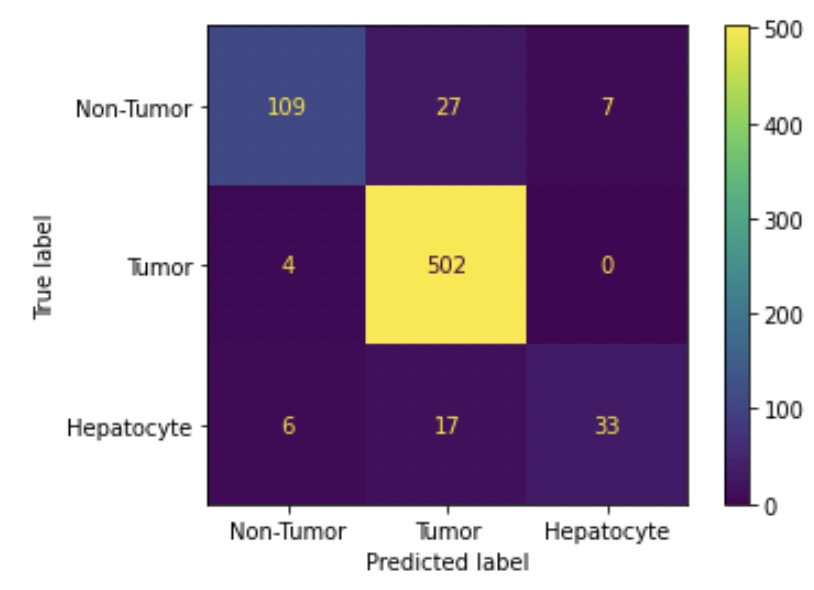 500
Non-Tumor 109 27 7
400
300
True label
Tumor 4 502 0
200
100
Hepatocyte 6 17 33
0
Non-Tumor Tumor Hepatocyte
Predicted label